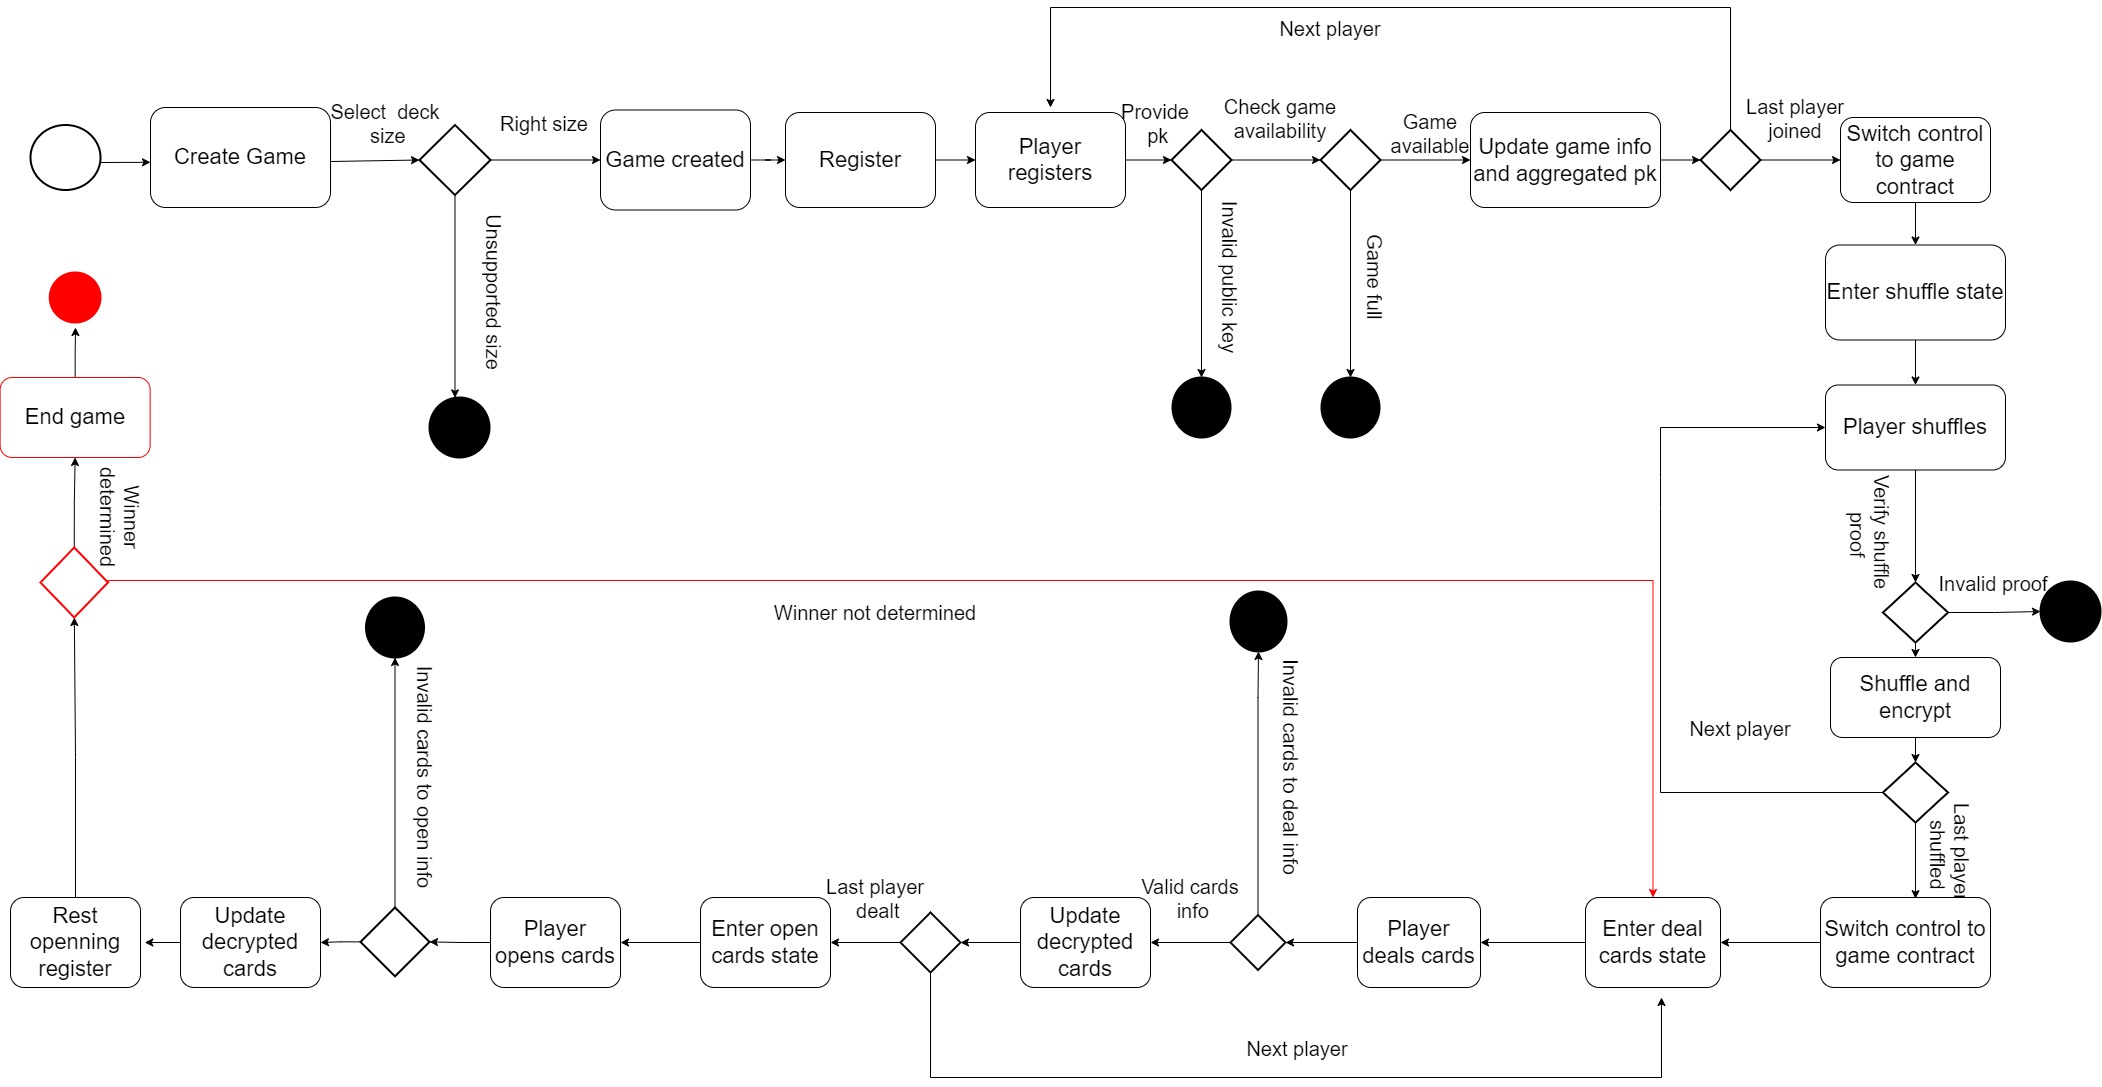 Next player
Select deck
size
Right size
Provide
pk
Check game
availability
Game
available
Last player
joined
Create Game
Game created
Register
Player
registers
Update game info
and aggregated pk
Switch control
to game
contract
Unsupported size
Invalid public key
Game full
Enter shuffle state
End game
Player shuffles
Winner
determined
Verify shuffle
proof
Invalid proof
Winner not determined
Invalid cards to open info
Invalid cards to deal info
Shuffle and
encrypt
Next player
Last player
shuffled
Rest
openning
register
Update
decrypted
cards
Player
opens cards
Enter open
cards state
Last player
dealt
Update
decrypted
cards
Valid cards
info
Player
deals cards
Enter deal
cards state
Switch control to
game contract
Next player